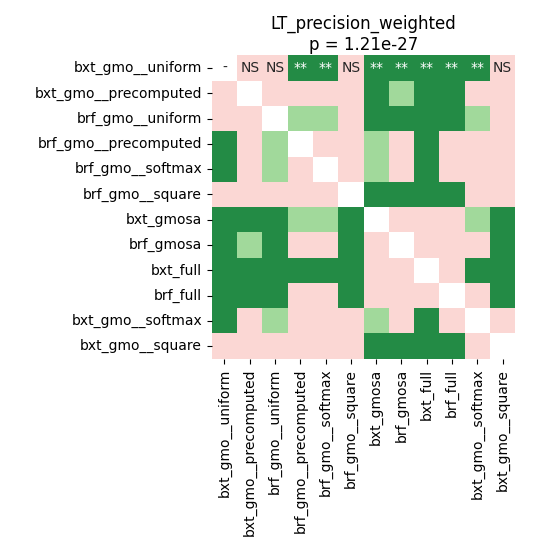 LT_precision_weighted
p = 1.21e-27
bxt_gmo__uniform - NS NS ** ** NS ** ** ** ** ** NS
bxt_gmo__precomputed
brf_gmo__uniform
brf_gmo__precomputed
brf_gmo__softmax
brf_gmo__square
bxt_gmosa
brf_gmosa
bxt_full
brf_full
bxt_gmo__softmax
bxt_gmo__square
bxt_gmo__uniform
bxt_gmo__precomputed
brf_gmo__uniform
brf_gmo__precomputed
brf_gmo__softmax
brf_gmo__square
bxt_gmosa
brf_gmosa
bxt_full
brf_full
bxt_gmo__softmax
bxt_gmo__square